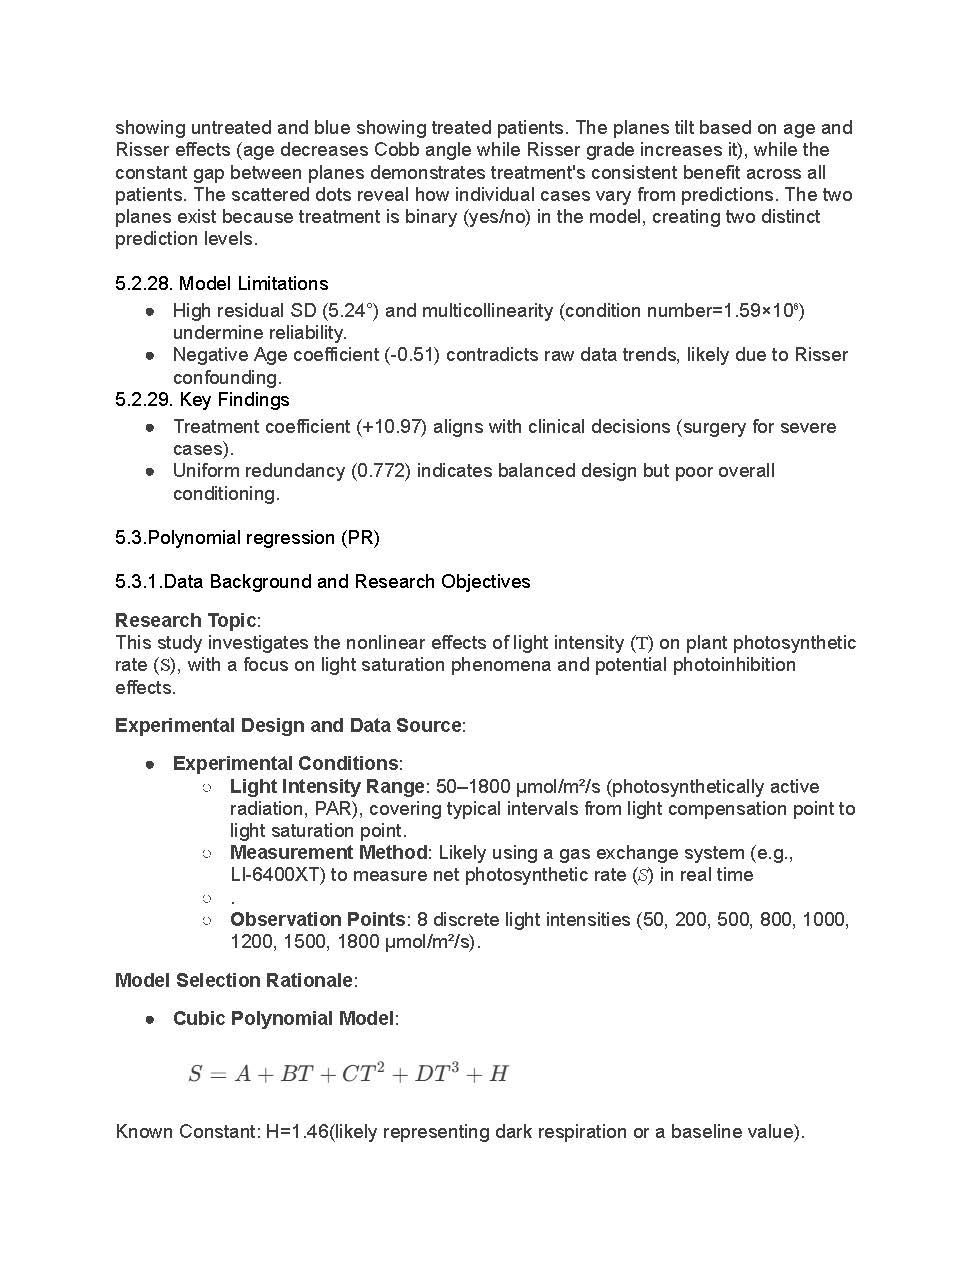 showing untreated and blue showing treated patients. The planes tilt based on age and
Risser effects (age decreases Cobb angle while Risser grade increases it), while the
constant gap between planes demonstrates treatment's consistent benefit across all
patients. The scattered dots reveal how individual cases vary from predictions. The two
planes exist because treatment is binary (yes/no) in the model, creating two distinct
prediction levels.
5.2.28. Model Limitations
● High residual SD (5.24°) and multicollinearity (condition number=1.59×10⁶)
undermine reliability.
● Negative Age coefficient (-0.51) contradicts raw data trends, likely due to Risser
confounding.
5.2.29. Key Findings
● Treatment coefficient (+10.97) aligns with clinical decisions (surgery for severe
cases).
● Uniform redundancy (0.772) indicates balanced design but poor overall
conditioning.
5.3.Polynomial regression (PR)
5.3.1.Data Background and Research Objectives
Research Topic:
This study investigates the nonlinear effects of light intensity (T) on plant photosynthetic
rate (S), with a focus on light saturation phenomena and potential photoinhibition
effects.
Experimental Design and Data Source:
● Experimental Conditions:
○ Light Intensity Range: 50–1800 μmol/m²/s (photosynthetically active
radiation, PAR), covering typical intervals from light compensation point to
light saturation point.
○ Measurement Method: Likely using a gas exchange system (e.g.,
LI-6400XT) to measure net photosynthetic rate (S) in real time
○ .
○ Observation Points: 8 discrete light intensities (50, 200, 500, 800, 1000,
1200, 1500, 1800 μmol/m²/s).
Model Selection Rationale:
● Cubic Polynomial Model:
S = A + BT + CT² + DT³ + H
Known Constant: H=1.46(likely representing dark respiration or a baseline value).